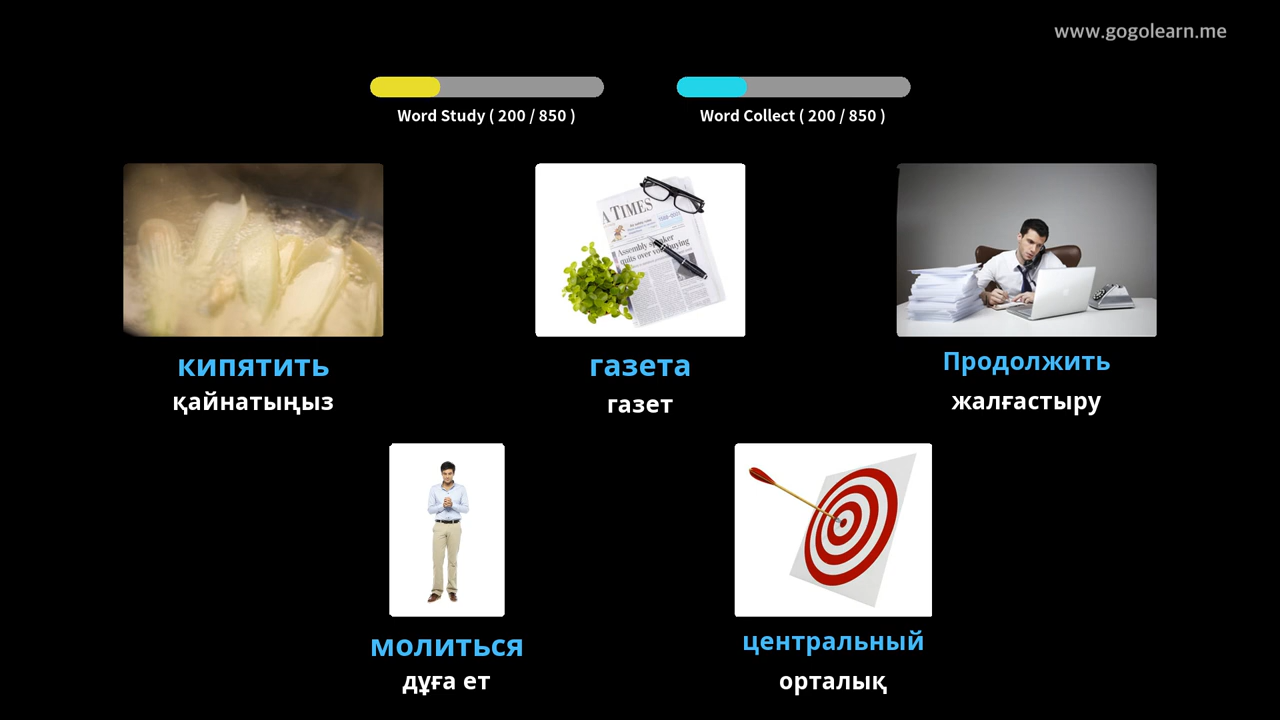 www.gogolearn.me
Word Study ( 200 / 850 )
Word Collect ( 200 / 850 )
A TIMES
кипятить
қайнатыңыз
газета
газет
Продолжить
жалғастыру
молиться
дұға ет
центральный
орталық